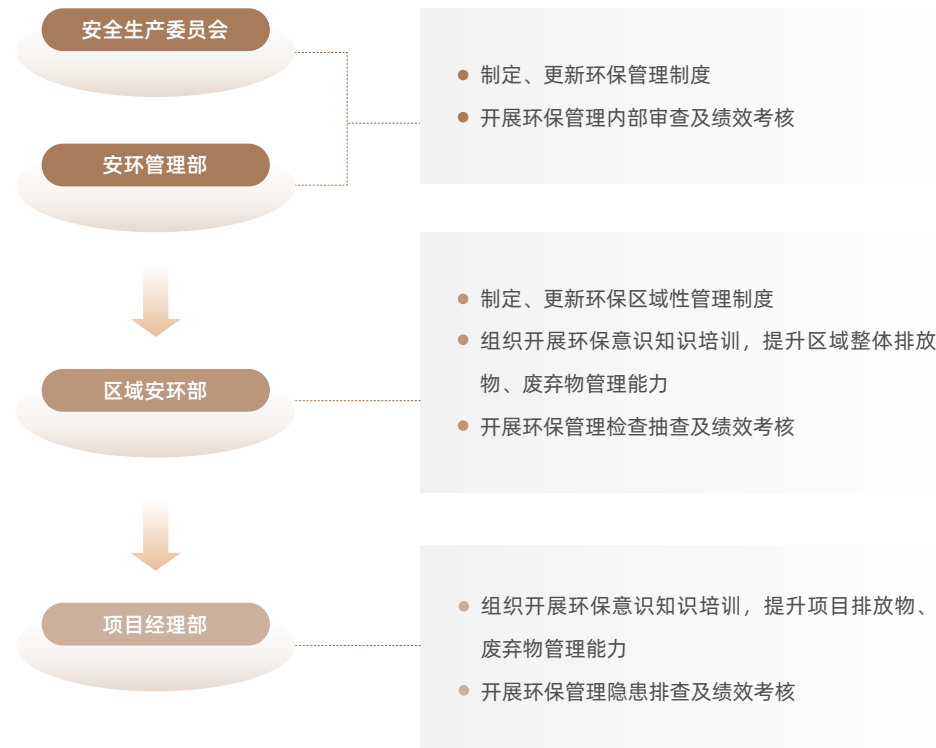 安全生产委员会
制定、更新环保管理制度
开展环保管理内部审查及绩效考核
安环管理部
制定、更新环保区域性管理制度
组织开展环保意识知识培训，提升区域整体排放
物、废弃物管理能力
区域安环部
开展环保管理检查抽查及绩效考核
组织开展环保意识知识培训，提升项目排放物、
项目经理部
废弃物管理能力
开展环保管理隐患排查及绩效考核